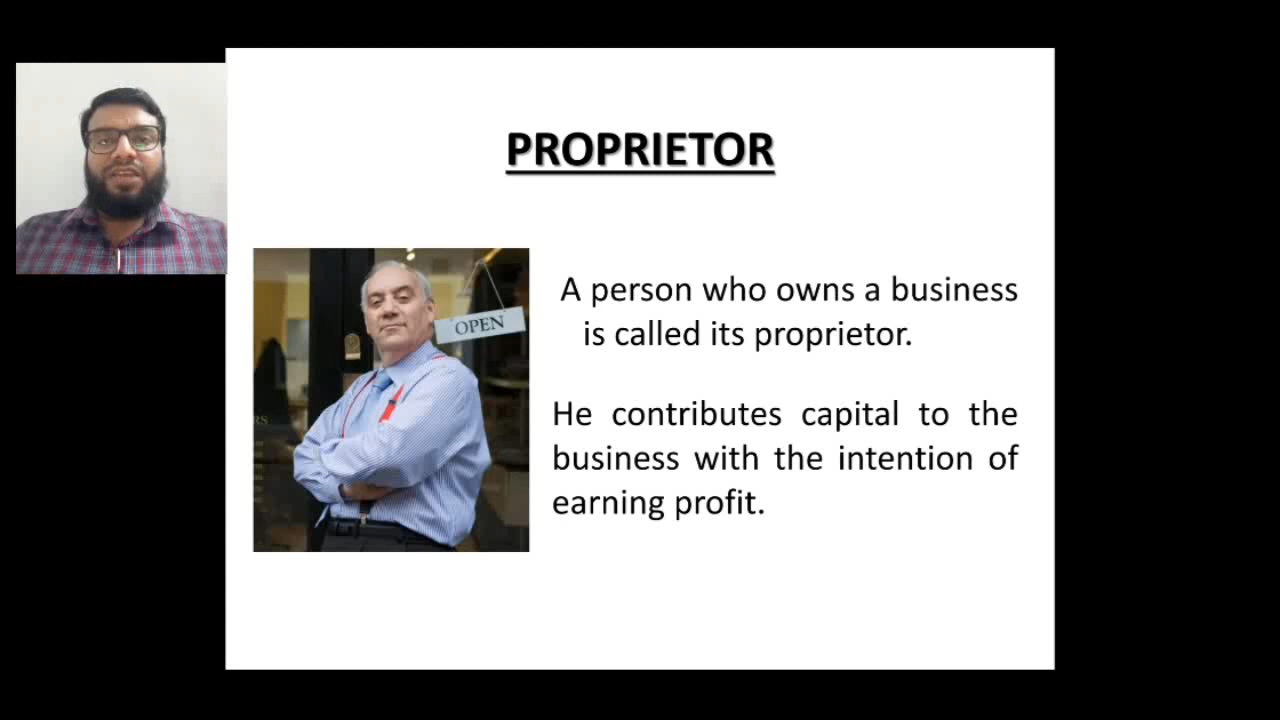 PROPRIETOR
OPEN
A person who owns a business
is called its proprietor.
He contributes capital to the
business with the intention of
earning profit.